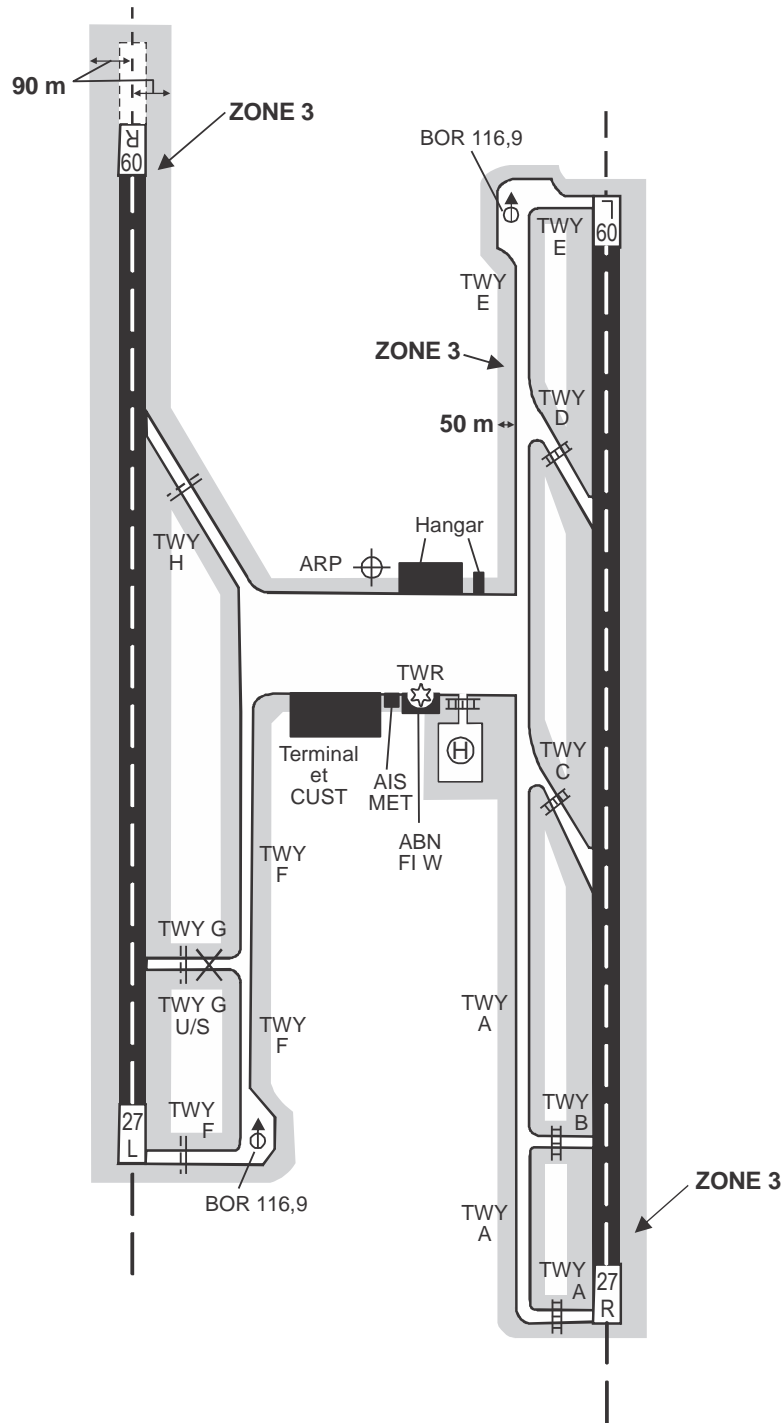 90 m
ZONE 3
09
R
BOR 116,9
09
L
TWY
E
TWY
E
ZONE 3
TWY
D
50 m
Hangar
TWY
H
ARP
TWR
H
Terminal
et
CUST
AIS
MET
TWY
C
ABN
FI W
TWY
F
TWY G
TWY G
U/S
TWY
F
TWY
A
TWY
F
27
L
TWY
B
BOR 116,9
ZONE 3
TWY
A
TWY
A
27
R